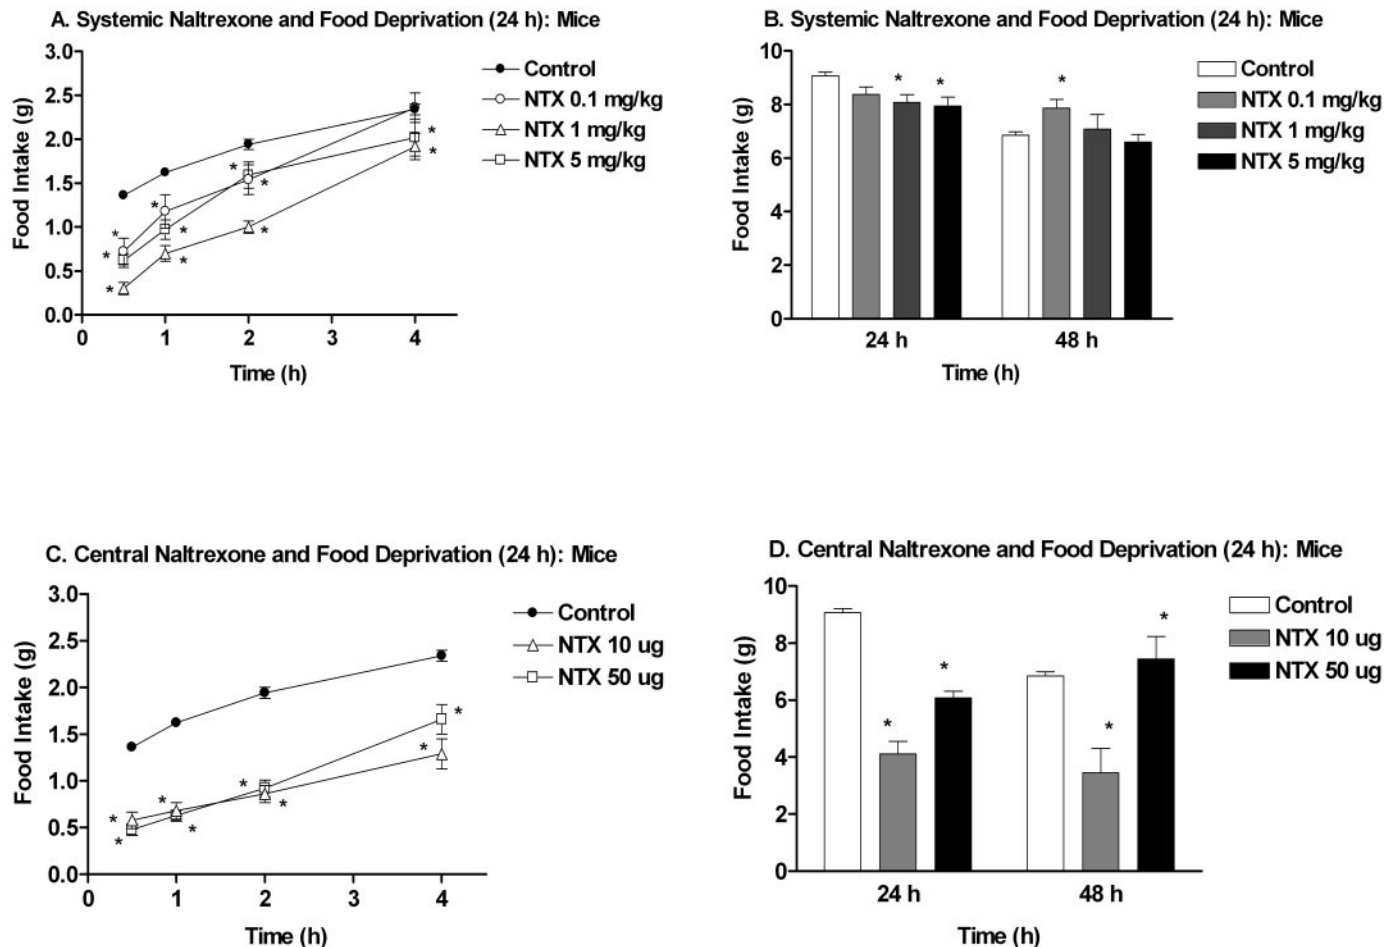 A. Systemic Naltrexone and Food Deprivation (24 h): Mice
3.0
2.5
2.0
1.5
1.0
0.5
0.0
Food Intake (g)
0
1
2
3
4
Time (h)
Control
NTX 0.1 mg/kg
NTX 1 mg/kg
NTX 5 mg/kg
*
*
*
*
*
*
*
*
*
*
*
B. Systemic Naltrexone and Food Deprivation (24 h): Mice
10
8
6
4
2
0
Food Intake (g)
24 h
48 h
Time (h)
Control
NTX 0.1 mg/kg
NTX 1 mg/kg
NTX 5 mg/kg
*
*
*
C. Central Naltrexone and Food Deprivation (24 h): Mice
3.0
2.5
2.0
1.5
1.0
0.5
0.0
Food Intake (g)
0
1
2
3
4
Time (h)
Control
NTX 10 ug
NTX 50 ug
*
*
*
*
*
*
*
*
D. Central Naltrexone and Food Deprivation (24 h): Mice
10
8
6
4
2
0
Food Intake (g)
24 h
48 h
Time (h)
Control
NTX 10 ug
NTX 50 ug
*
*
*
*